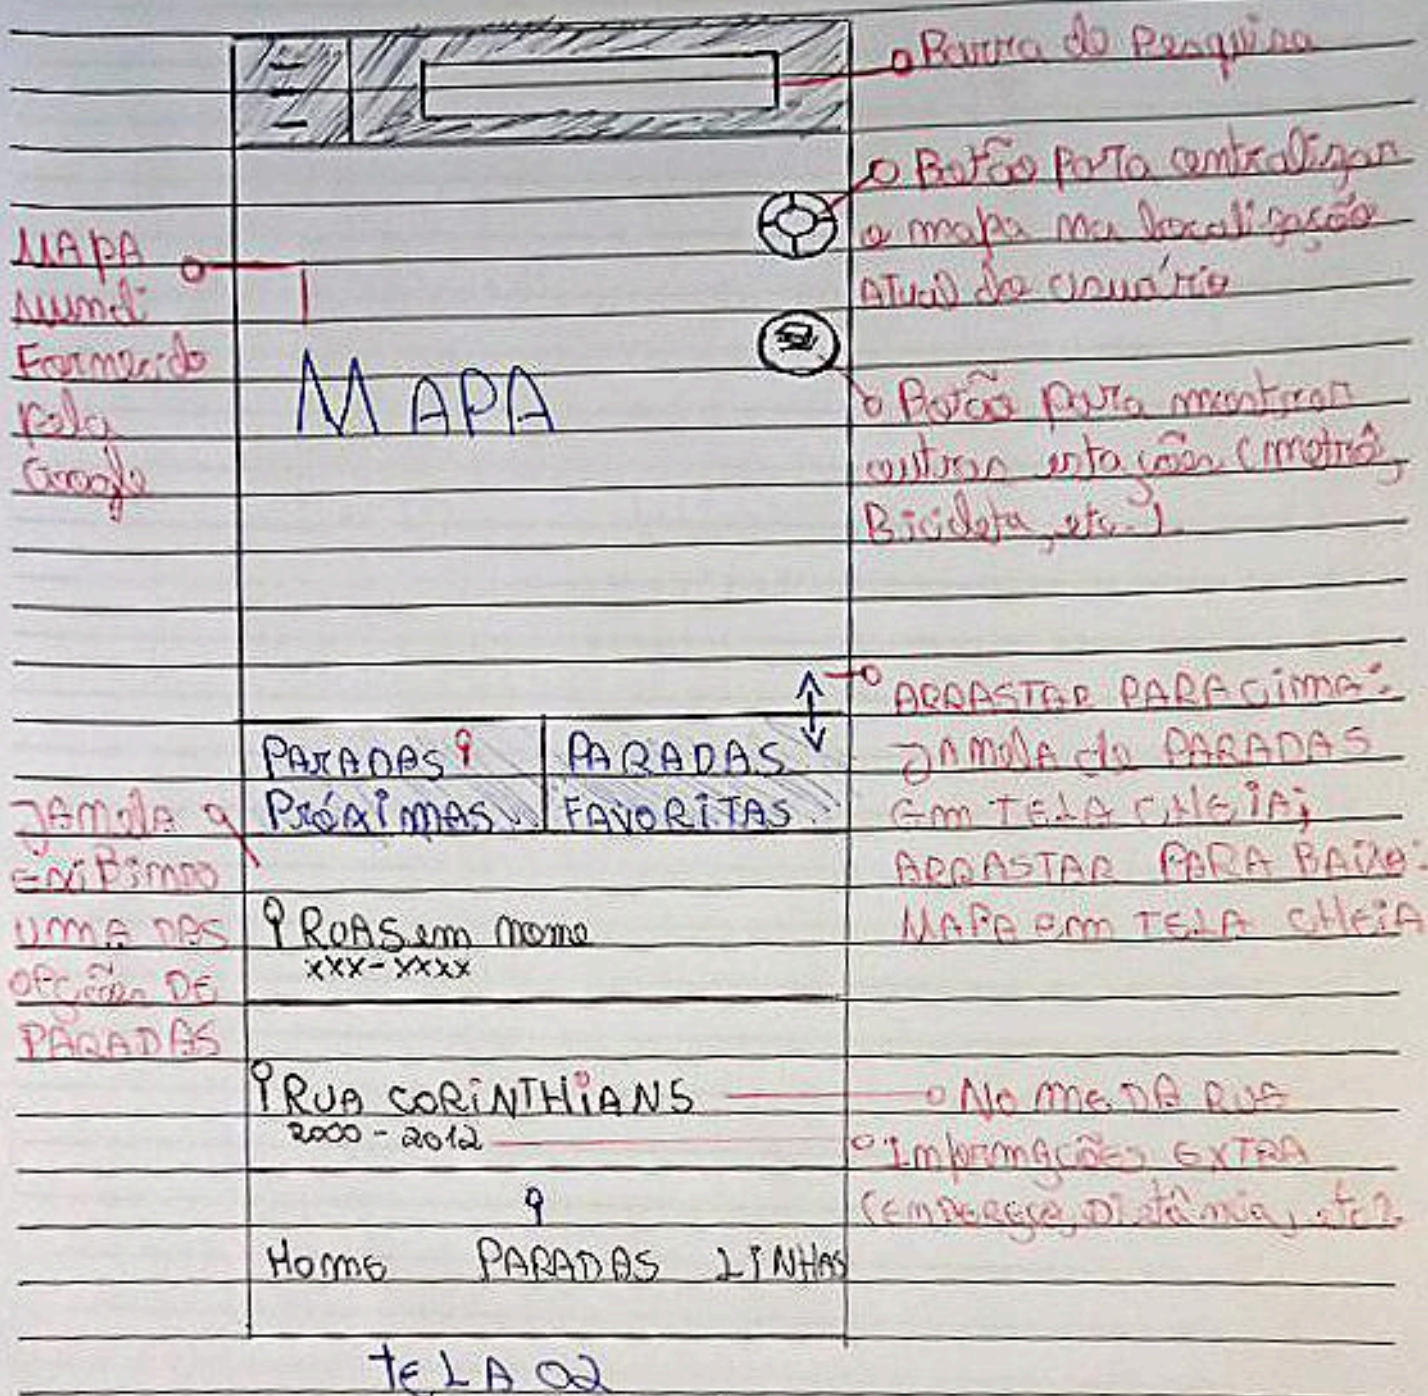 Barra de Pesquisa
Botão para centralizar
o mapa na localização
atual do usuário
MAPA
Mundi
Fornecido
pela
Google
MAPA
Botão para mostrar
outras estações (metrô,
Bicicleta, etc.)
ARRASTAR PARA CIMA:
JANELA de PARADAS
Em TELA CHEIA;
ARRASTAR PARA BAIXO:
MAPA em TELA CHEIA
PARADAS
PRÓXIMAS
PARADAS
FAVORITAS
JANELA
EXIBINDO
UMA DAS
OPÇões DE
PARADAS
RUA Sem nome
xxx-xxxx
RUA CORINTHIANS
2000-2012
NOME DA RUA
Informações EXTRA
(endereço, Distância, etc).
Home PARADAS LINHAS
TELA 02